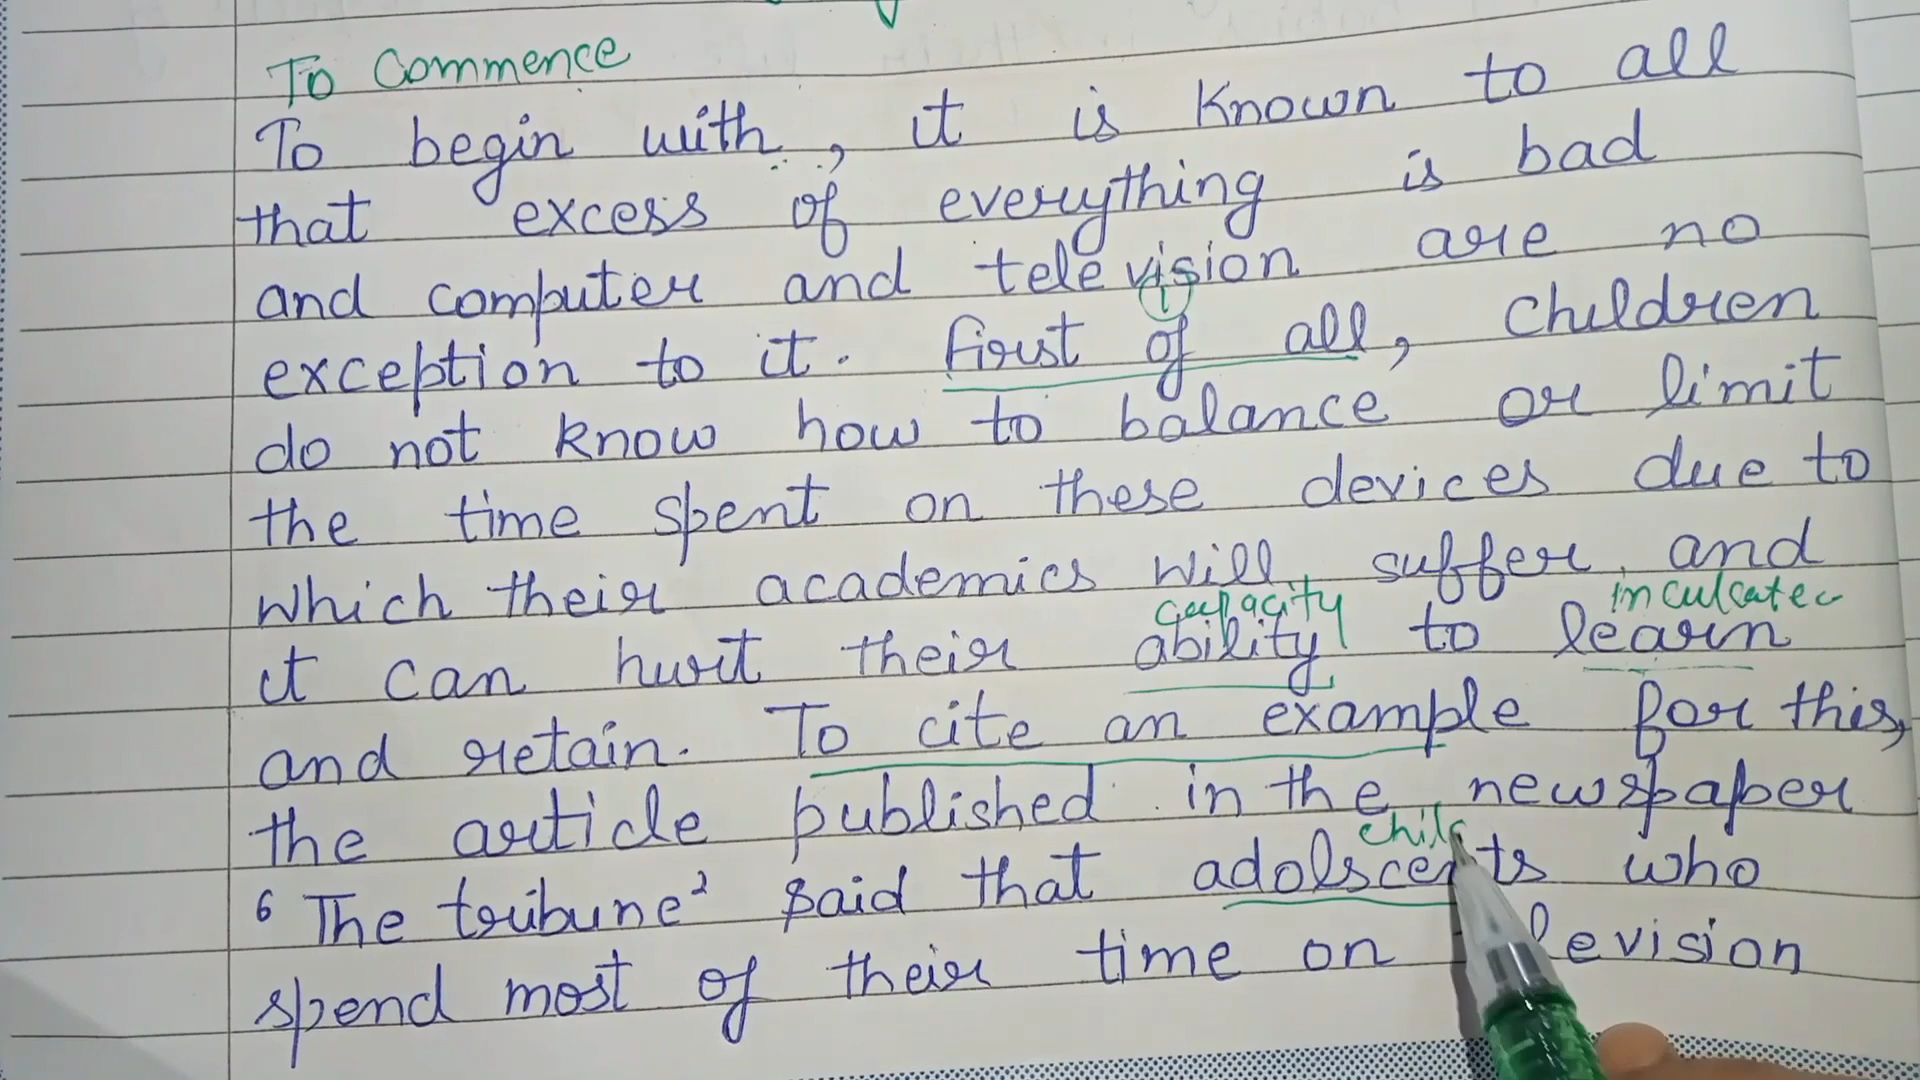 To Commence
To begin with, it is known to all
that excess of everything is bad
and computer and television are no
exception to it. First of all, children
①
do not know how to balance or limit
the time spent on these devices due to
which their academics will suffer and
capacity inculcate
it can hurt their ability to learn
and retain. To cite an example for this,
the article published in the newspaper
chil
'The tribune' said that adolscents who
spend most of their time on television